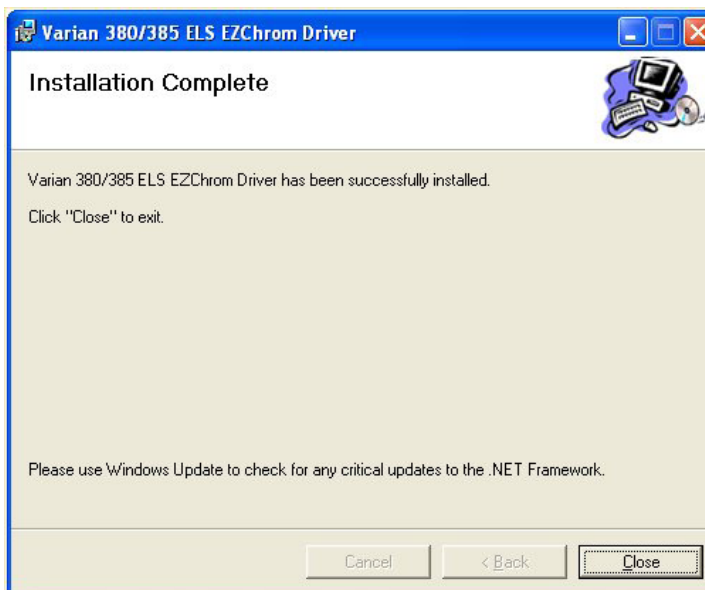 Varian 380/385 ELS EZChrom Driver
Installation Complete
Varian 380/385 ELS EZChrom Driver has been successfully installed.
Click "Close" to exit.
Please use Windows Update to check for any critical updates to the .NET Framework.
Cancel
< Back
Close